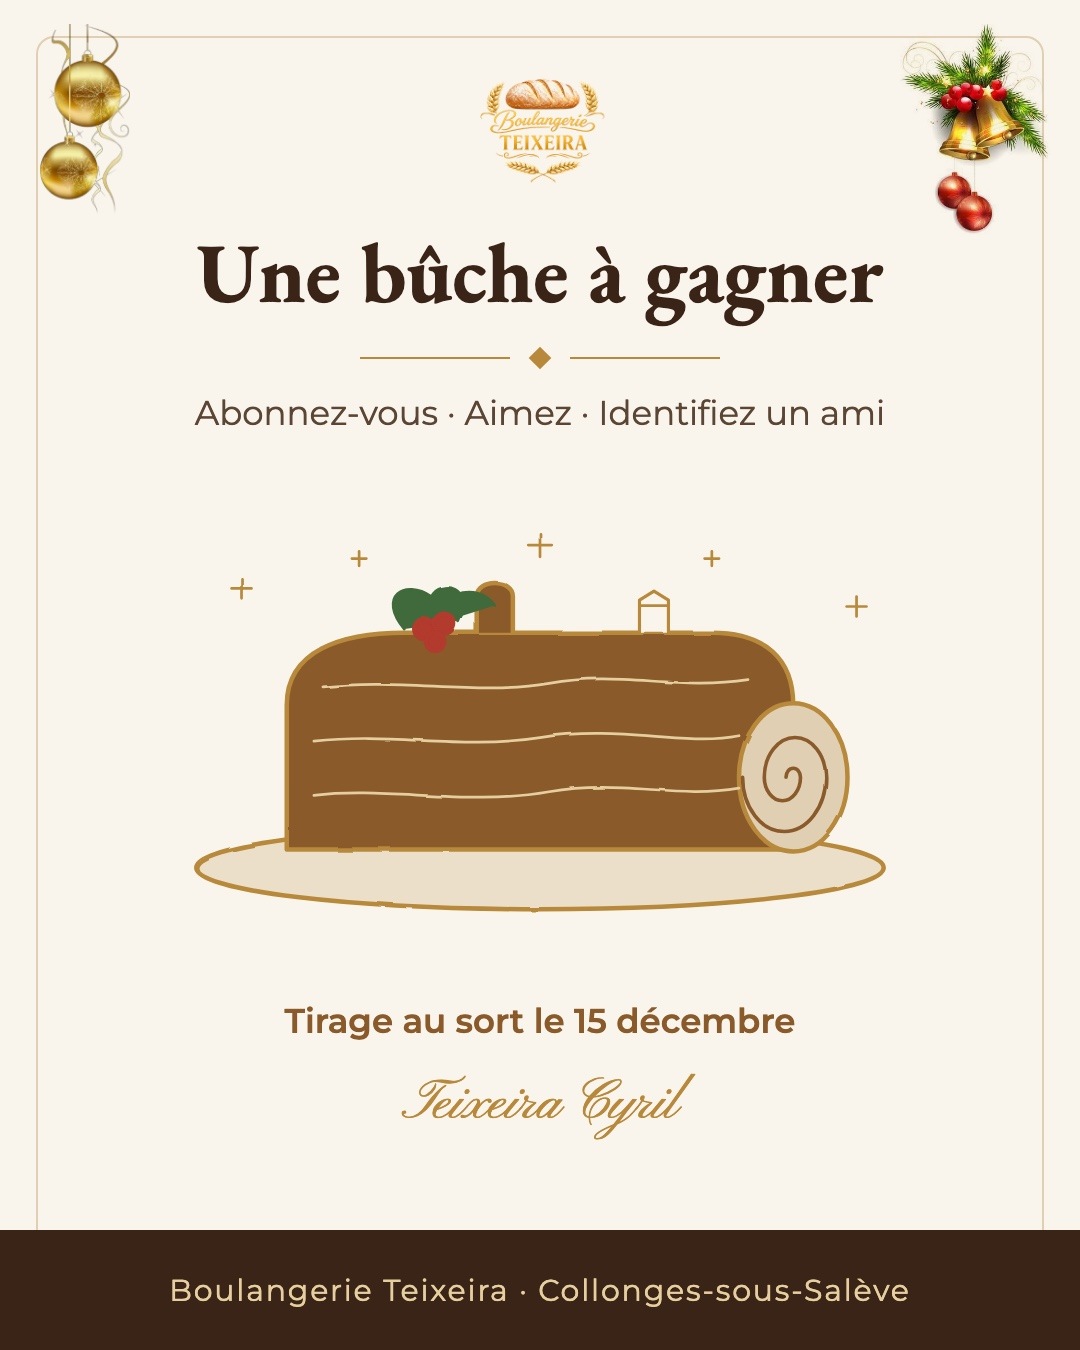 Boulangerie
TEIXEIRA
Une bûche à gagner
Abonnez-vous · Aimez · Identifiez un ami
Tirage au sort le 15 décembre
Teixeira Cyril
Boulangerie Teixeira · Collonges-sous-Salève